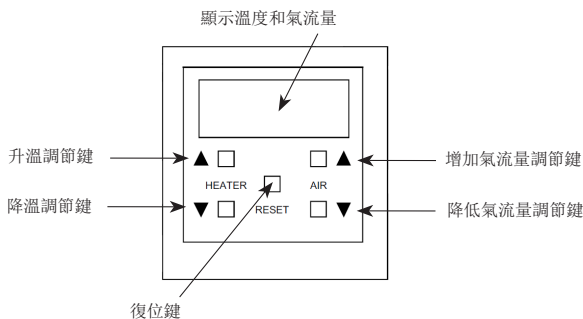 顯示溫度和氣流量
升溫調節鍵
增加氣流量調節鍵
HEATER
AIR
降溫調節鍵
RESET
降低氣流量調節鍵
復位鍵